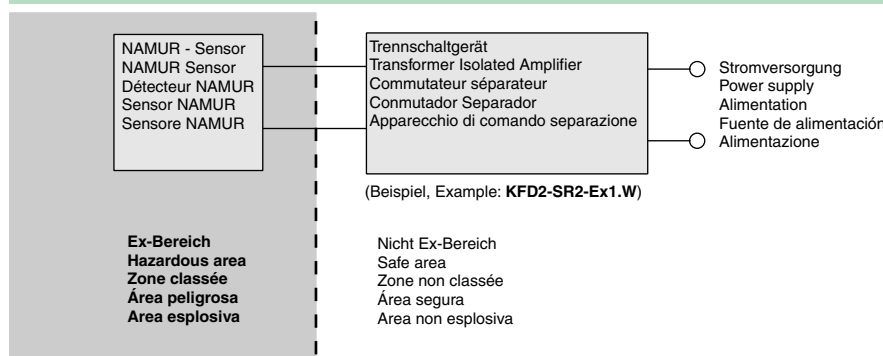 NAMUR - Sensor
NAMUR Sensor
Détecteur NAMUR
Sensor NAMUR
Sensore NAMUR
Trennschaltgerät
Transformer Isolated Amplifier
Commutateur séparateur
Conmutador Separador
Apparecchio di comando separazione
Stromversorgung
Power supply
Alimentation
Fuente de alimentación
Alimentazione
(Beispiel, Example: KFD2-SR2-Ex1.W)
Ex-Bereich
Hazardous area
Zone classée
Área peligrosa
Area esplosiva
Nicht Ex-Bereich
Safe area
Zone non classée
Área segura
Area non esplosiva